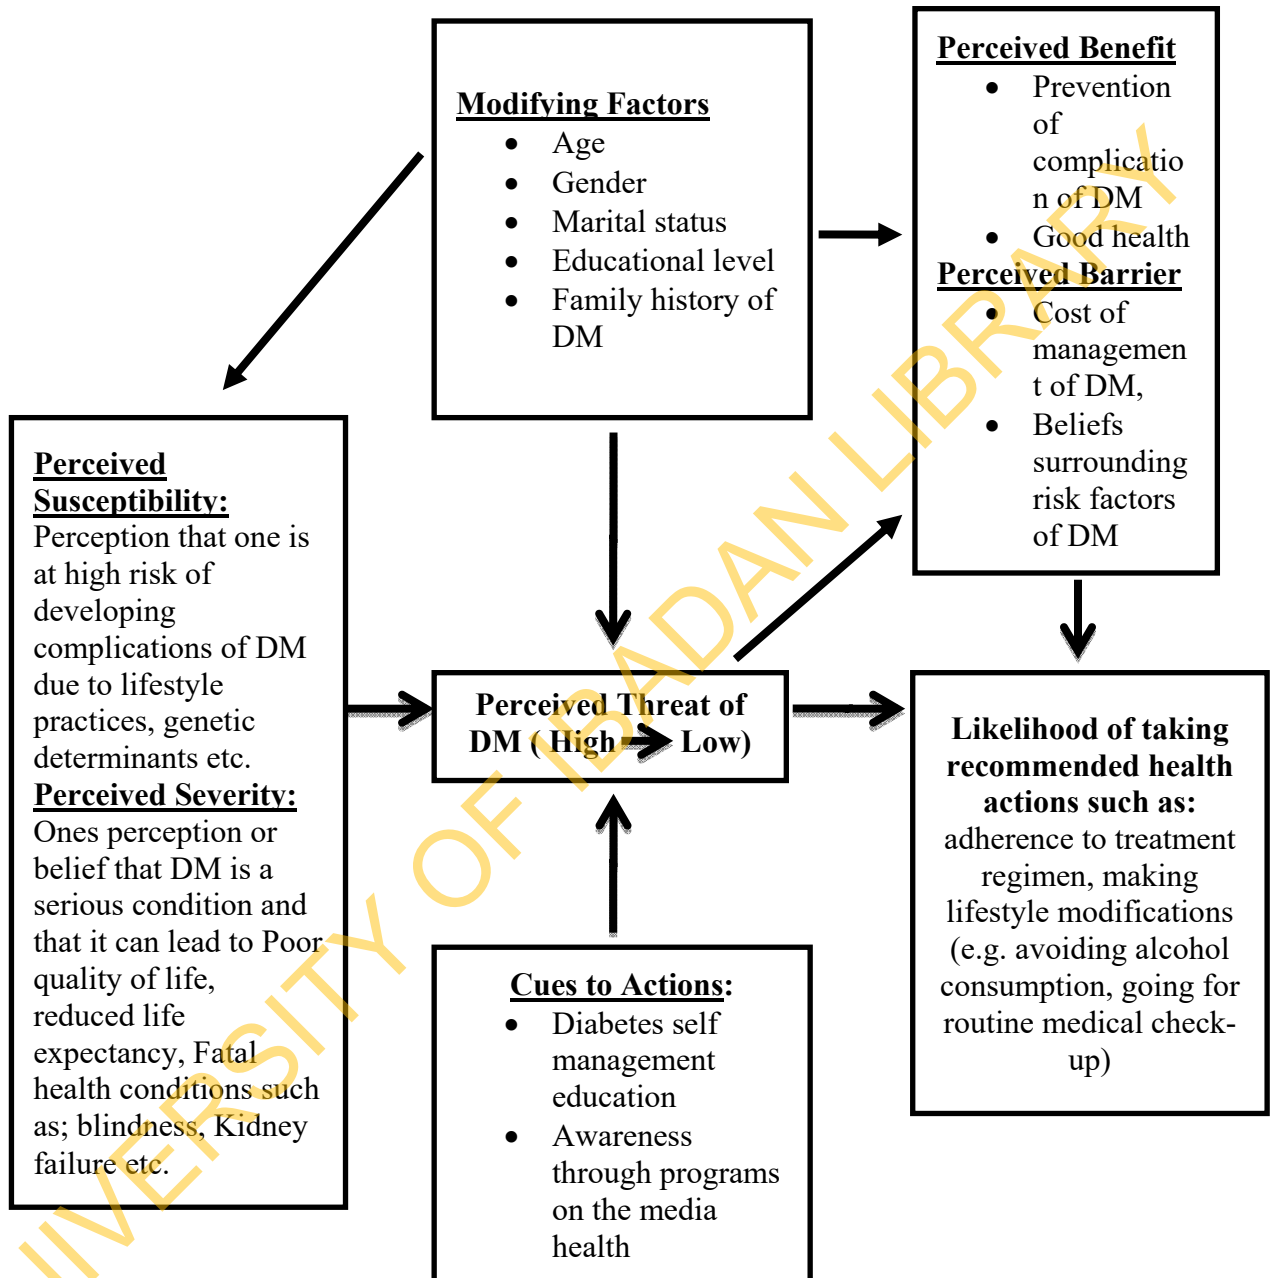 Modifying Factors
• Age
• Gender
• Marital status
• Educational level
• Family history of
DM
Perceived Benefit
• Prevention
of
complicatio
n of DM
• Good health
Perceived Barrier
• Cost of
managemen
t of DM,
• Beliefs
surrounding
risk factors
of DM
Perceived
Susceptibility:
Perception that one is
at high risk of
developing
complications of DM
due to lifestyle
practices, genetic
determinants etc.
Perceived Severity:
Ones perception or
belief that DM is a
serious condition and
that it can lead to Poor
quality of life,
reduced life
expectancy, Fatal
health conditions such
as; blindness, Kidney
failure etc.
Perceived Threat of
DM ( High → Low)
Likelihood of taking
recommended health
actions such as:
adherence to treatment
regimen, making
lifestyle modifications
(e.g. avoiding alcohol
consumption, going for
routine medical check-
up)
Cues to Actions:
• Diabetes self
management
education
• Awareness
through programs
on the media
health
UNIVERSITY OF IBADAN LIBRARY